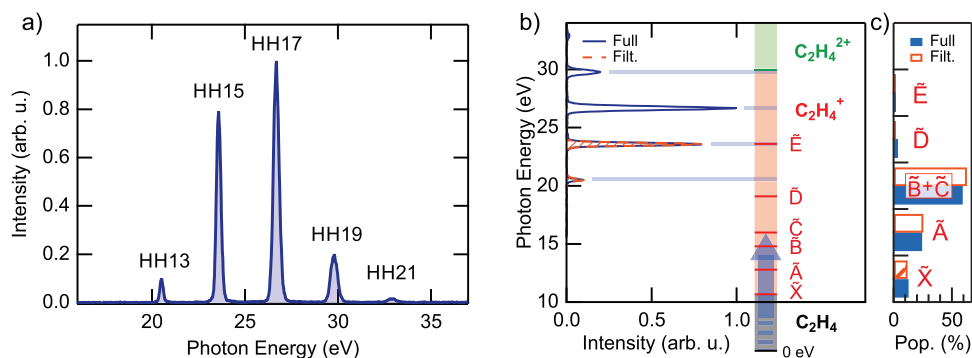 a)
Intensity (arb. u.)
1.0
0.8
0.6
0.4
0.2
0.0
HH13
HH15
HH17
HH19
HH21
20
25
30
35
Photon Energy (eV)
b)
Full
Filt.
Photon Energy (eV)
30
25
20
15
10
0.0
0.5
1.0
Intensity (arb. u.)
C₂H₄²⁺
C₂H₄⁺
Ẽ
D̃
C̃
B̃
Ã
X̃
C₂H₄
0 eV
c)
Full
Filt.
Ẽ
D̃
B̃+C̃
Ã
X̃
0
50
Pop. (%)